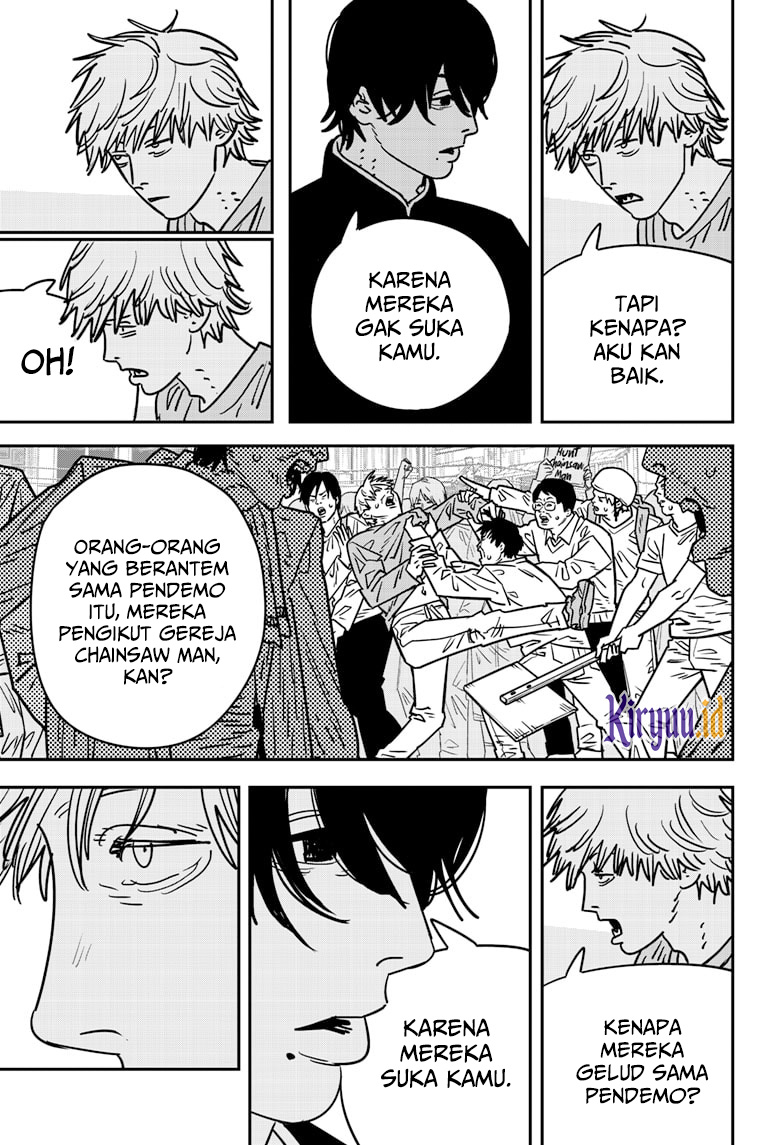 TAPI
KENAPA?
AKU KAN
BAIK.
KARENA
MEREKA
GAK SUKA
KAMU.
OH!
HUNT
CHAINSAW
MAN
ORANG-ORANG
YANG BERANTEM
SAMA PENDEMO
ITU, MEREKA
PENGIKUT GEREJA
CHAINSAW MAN,
KAN?
Kiryuu.id
KENAPA
MEREKA
GELUD SAMA
PENDEMO?
KARENA
MEREKA
SUKA KAMU.